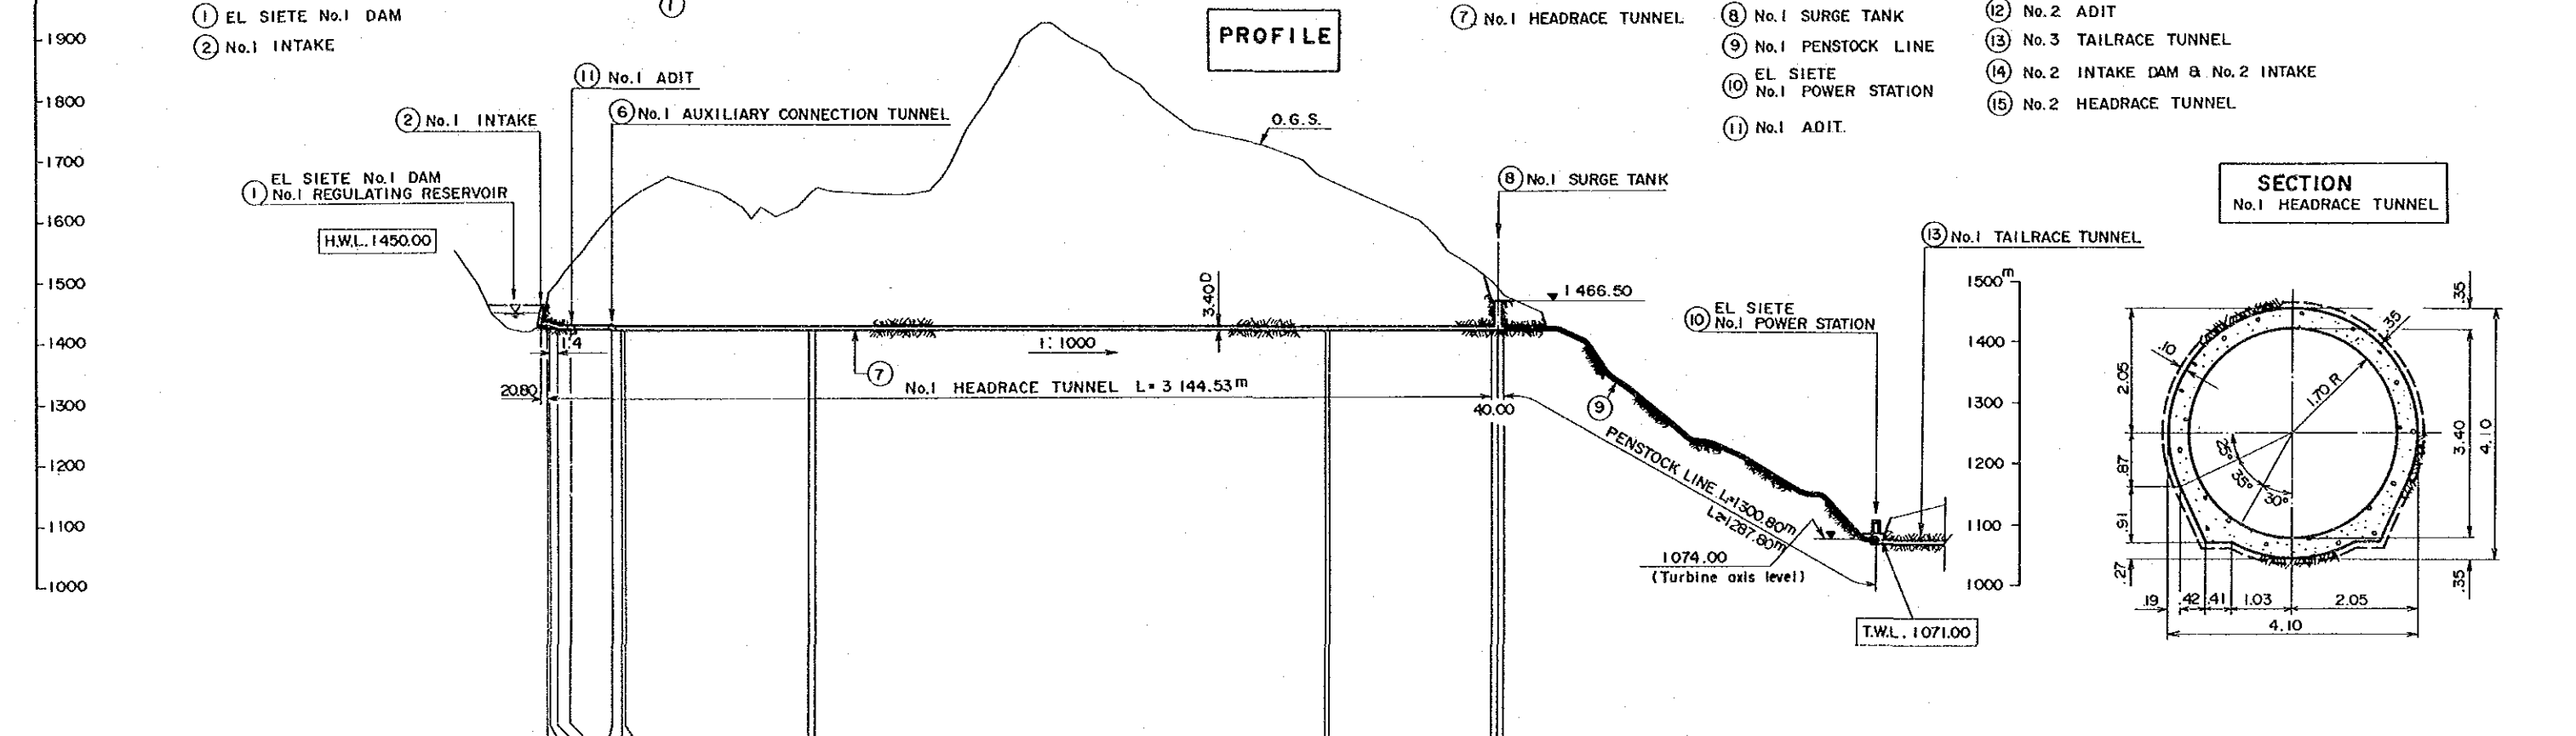 ① EL SIETE No.1 DAM
② No.1 INTAKE
PROFILE
⑦ No.1 HEADRACE TUNNEL
⑧ No.1 SURGE TANK
⑨ No.1 PENSTOCK LINE
⑩ EL SIETE
No.1 POWER STATION
⑪ No.1 ADIT.
⑫ No.2 ADIT
⑬ No.3 TAILRACE TUNNEL
⑭ No.2 INTAKE DAM & No.2 INTAKE
⑮ No.2 HEADRACE TUNNEL
1900
1800
1700
1600
1500
1400
1300
1200
1100
1000
⑪ No.1 ADIT
② No.1 INTAKE
⑥ No.1 AUXILIARY CONNECTION TUNNEL
O.G.S.
EL SIETE No.1 DAM
① No.1 REGULATING RESERVOIR
H.W.L. 1450.00
⑧ No.1 SURGE TANK
3.40D
1466.50
1:4
1:1000
⑦
20.80
No.1 HEADRACE TUNNEL L= 3144.53m
40.00
⑨
PENSTOCK LINE L=1300.80m
L=1287.80m
⑬ No.1 TAILRACE TUNNEL
EL SIETE
⑩ No.1 POWER STATION
1074.00
(Turbine axis level)
T.W.L. 1071.00
1500m
1400
1300
1200
1100
1000
SECTION
No.1 HEADRACE TUNNEL
.35
.35
.10
2.05
1.70 R
3.40
4.10
.87
25°
35°
30°
.91
.27
.35
.19
.42
.41
1.03
2.05
4.10